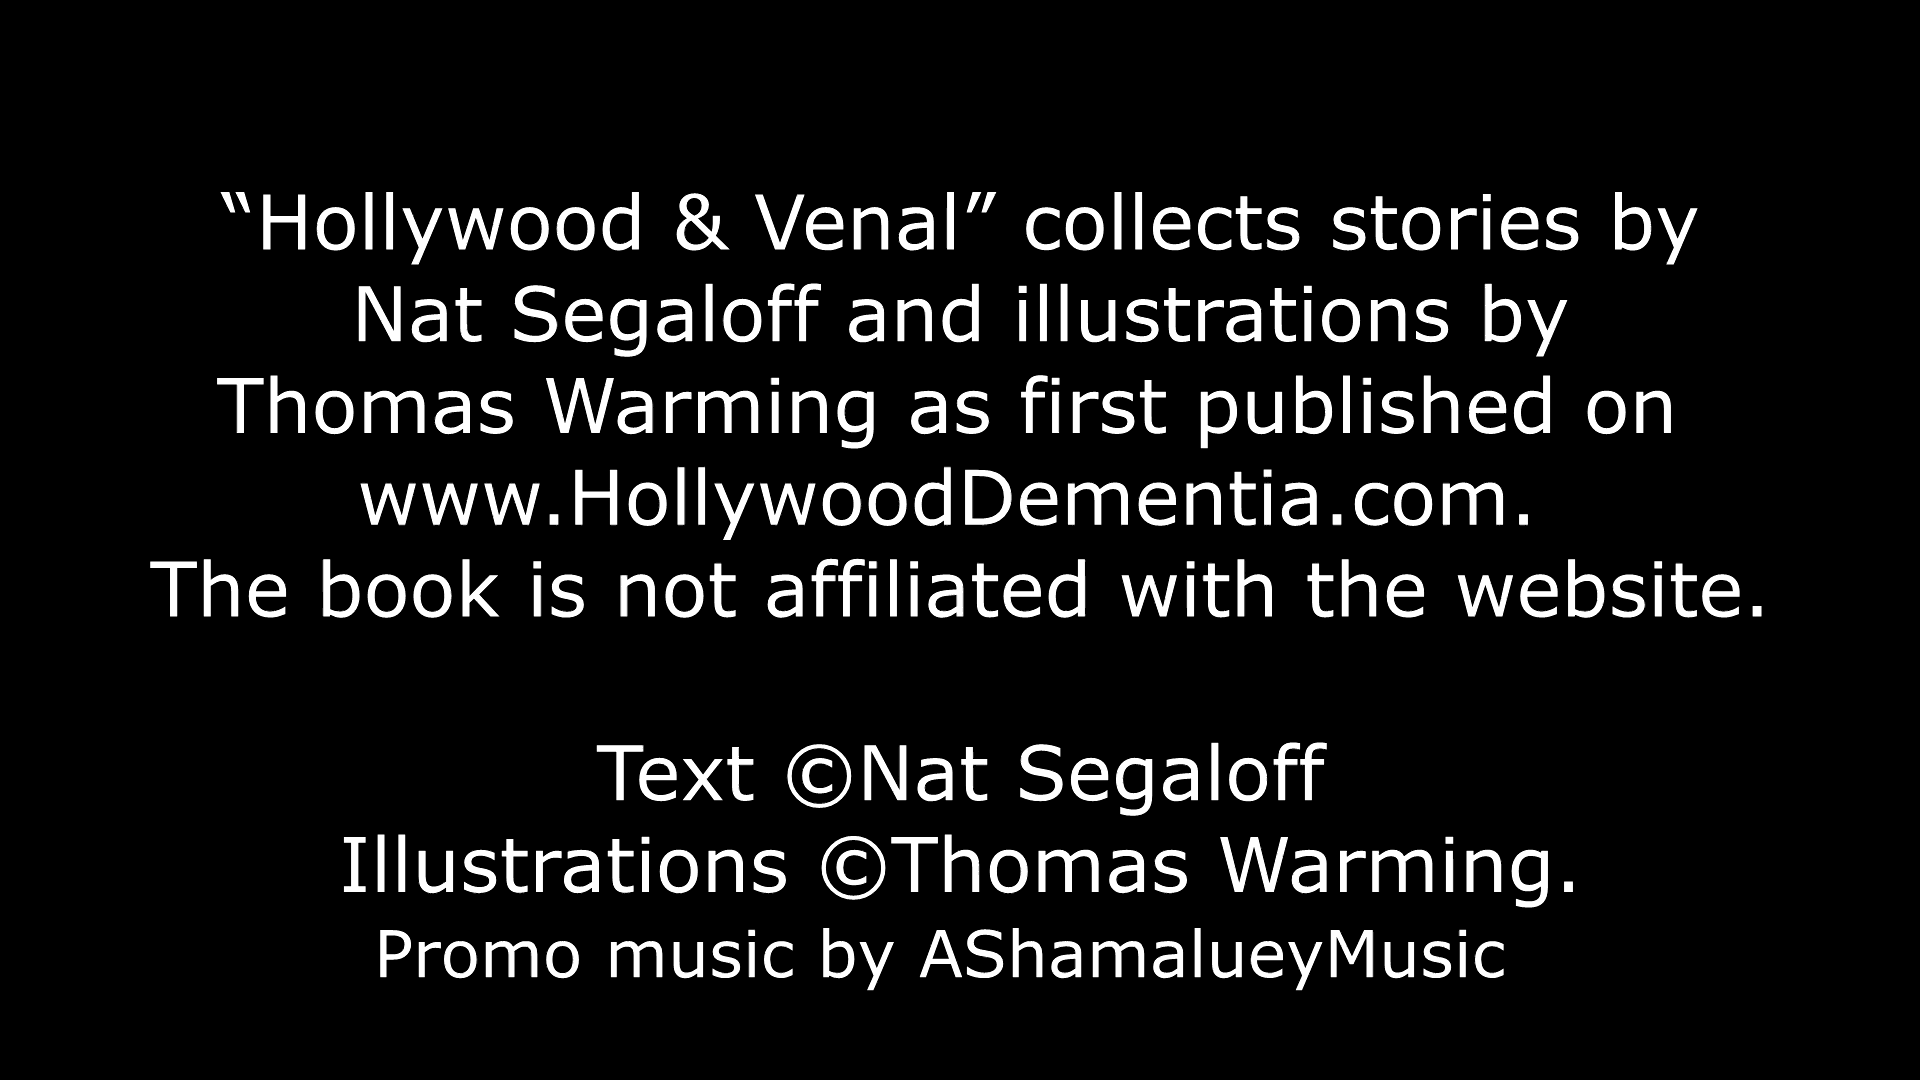 “Hollywood & Venal” collects stories by
Nat Segaloff and illustrations by
Thomas Warming as first published on
www.HollywoodDementia.com.
The book is not affiliated with the website.
Text ©Nat Segaloff
Illustrations ©Thomas Warming.
Promo music by AShamalueyMusic